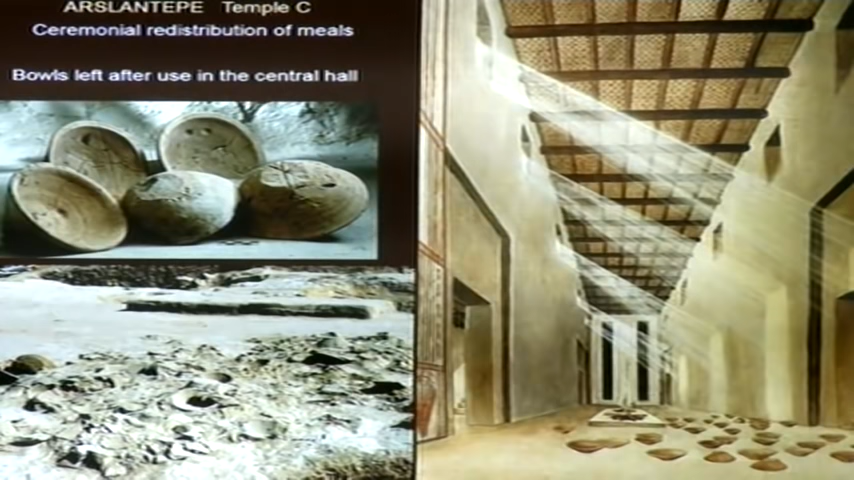 ARSLANTEPE Temple C
Ceremonial redistribution of meals
Bowls left after use in the central hall